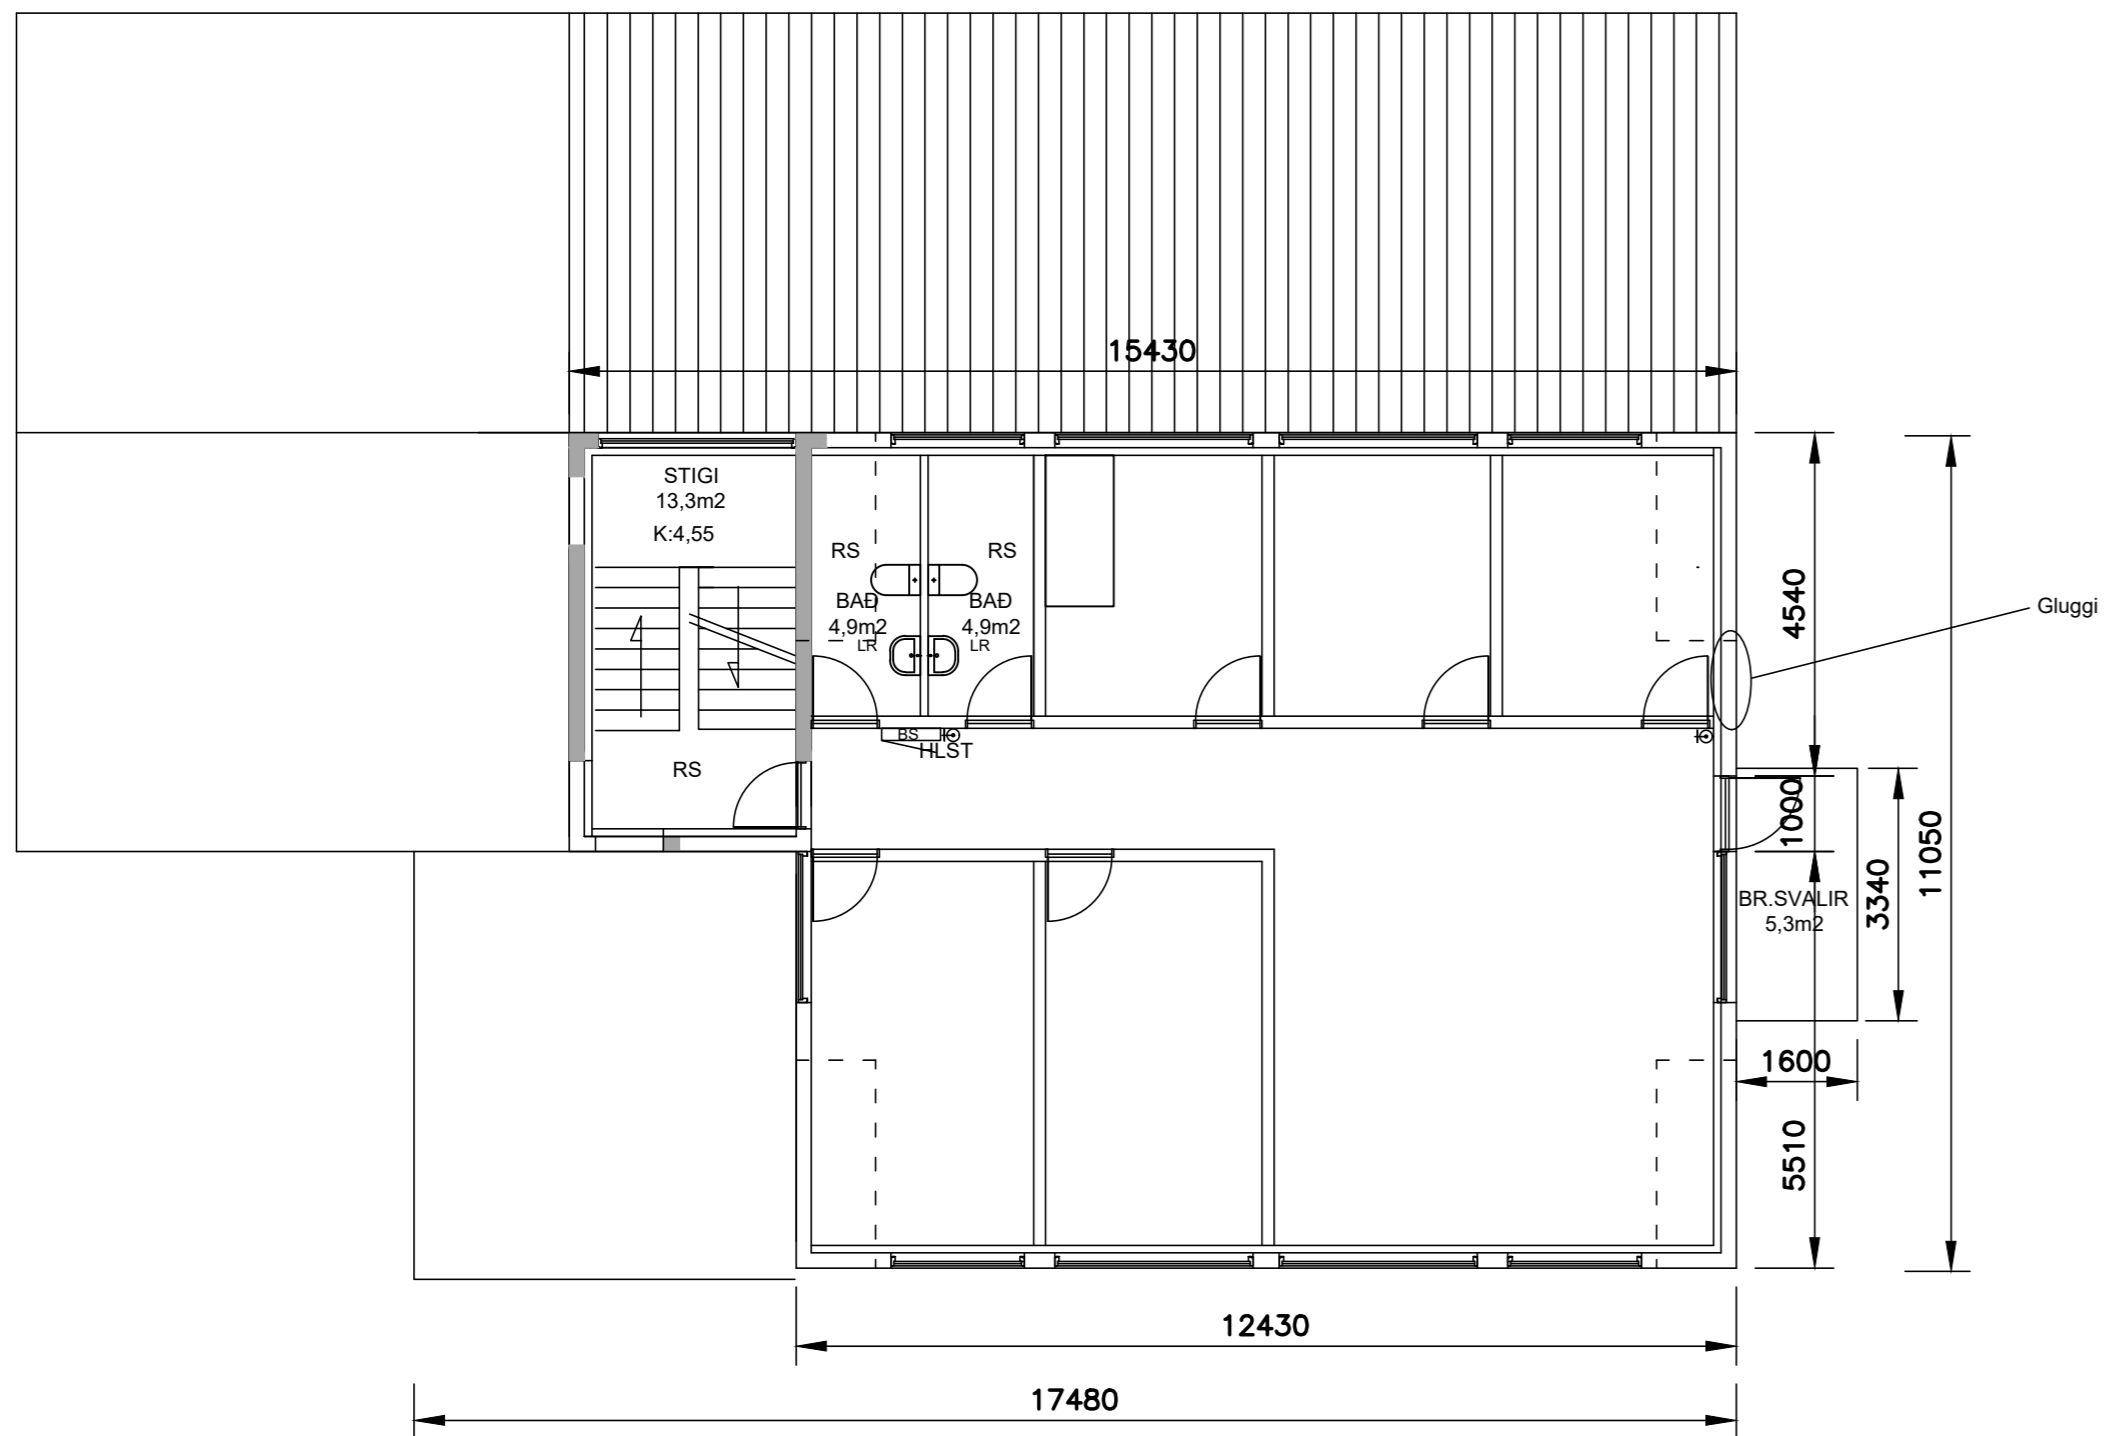 15430
STIGI
13,3m2
K:4,55
RS
RS
BAÐ
4,9m2
LR
BAÐ
4,9m2
LR
4540
Gluggi
BS
HLST
RS
1000
11050
3340
BR.SVALIR
5,3m2
1600
5510
12430
17480